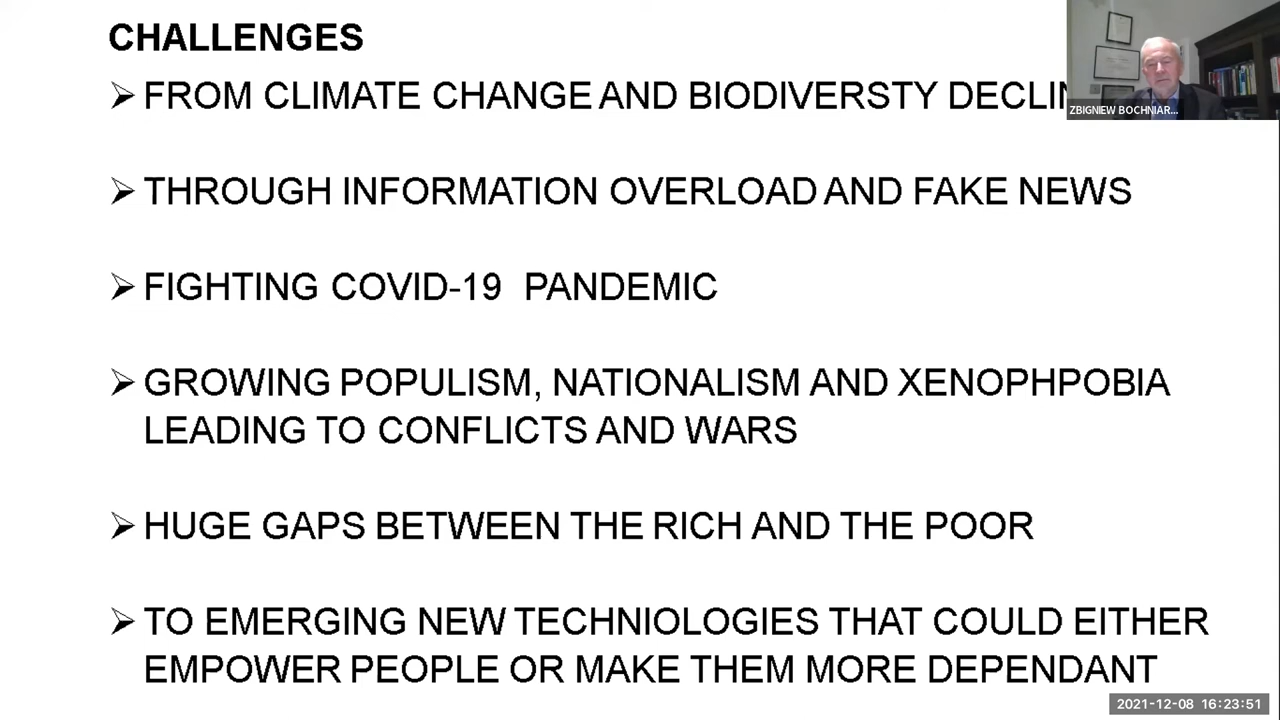 CHALLENGES
➢ FROM CLIMATE CHANGE AND BIODIVERSTY
ZBIGNIEW BOCHNIAR...
➢ THROUGH INFORMATION OVERLOAD AND FAKE NEWS
➢ FIGHTING COVID-19 PANDEMIC
➢ GROWING POPULISM, NATIONALISM AND XENOPHPOBIA
LEADING TO CONFLICTS AND WARS
➢ HUGE GAPS BETWEEN THE RICH AND THE POOR
➢ TO EMERGING NEW TECHNIOLOGIES THAT COULD EITHER
EMPOWER PEOPLE OR MAKE THEM MORE DEPENDANT
2021-12-08 16:23:51